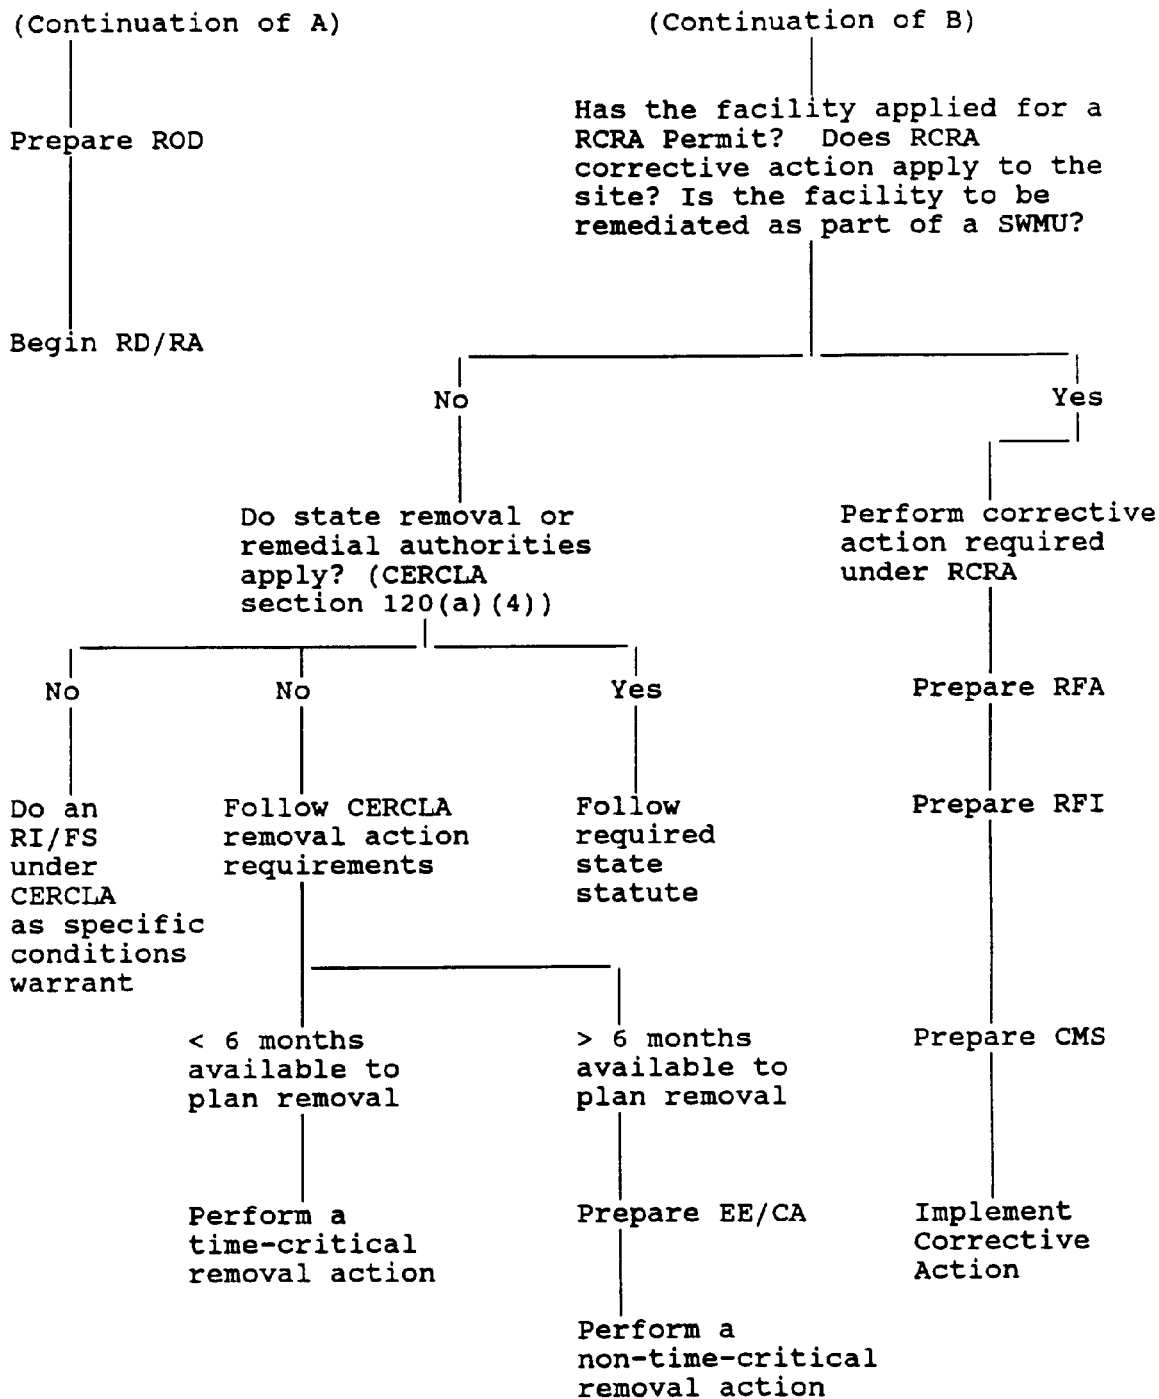 (Continuation of A)
Prepare ROD
Begin RD/RA
(Continuation of B)
Has the facility applied for a
RCRA Permit? Does RCRA
corrective action apply to the
site? Is the facility to be
remediated as part of a SWMU?
No
Yes
Do state removal or
remedial authorities
apply? (CERCLA
section 120(a)(4))
No
No
Yes
Do an
RI/FS
under
CERCLA
as specific
conditions
warrant
Follow CERCLA
removal action
requirements
Follow
required
state
statute
< 6 months
available to
plan removal
> 6 months
available to
plan removal
Perform a
time-critical
removal action
Prepare EE/CA
Perform a
non-time-critical
removal action
Perform corrective
action required
under RCRA
Prepare RFA
Prepare RFI
Prepare CMS
Implement
Corrective
Action